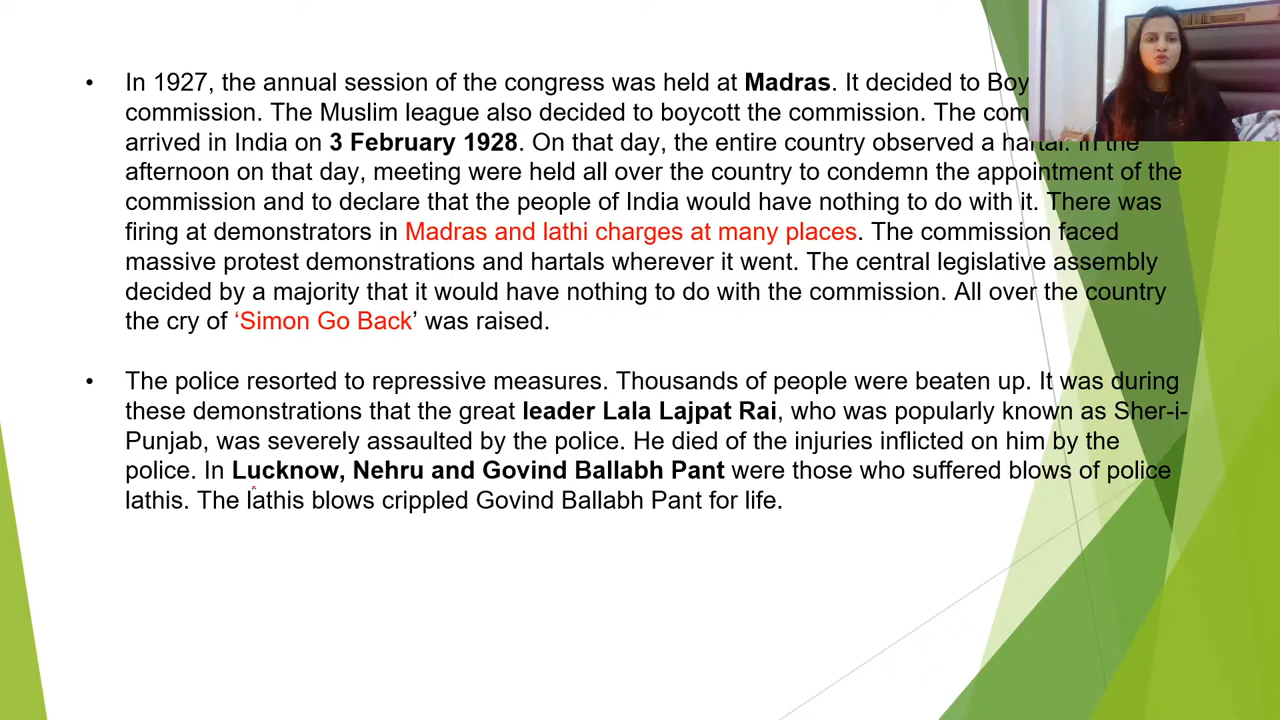 • In 1927, the annual session of the congress was held at Madras. It decided to Boy
commission. The Muslim league also decided to boycott the commission. The com
arrived in India on 3 February 1928. On that day, the entire country observed a hartal. In the
afternoon on that day, meeting were held all over the country to condemn the appointment of the
commission and to declare that the people of India would have nothing to do with it. There was
firing at demonstrators in Madras and lathi charges at many places. The commission faced
massive protest demonstrations and hartals wherever it went. The central legislative assembly
decided by a majority that it would have nothing to do with the commission. All over the country
the cry of ‘Simon Go Back’ was raised.
• The police resorted to repressive measures. Thousands of people were beaten up. It was during
these demonstrations that the great leader Lala Lajpat Rai, who was popularly known as Sher-i-
Punjab, was severely assaulted by the police. He died of the injuries inflicted on him by the
police. In Lucknow, Nehru and Govind Ballabh Pant were those who suffered blows of police
lathis. The lathis blows crippled Govind Ballabh Pant for life.